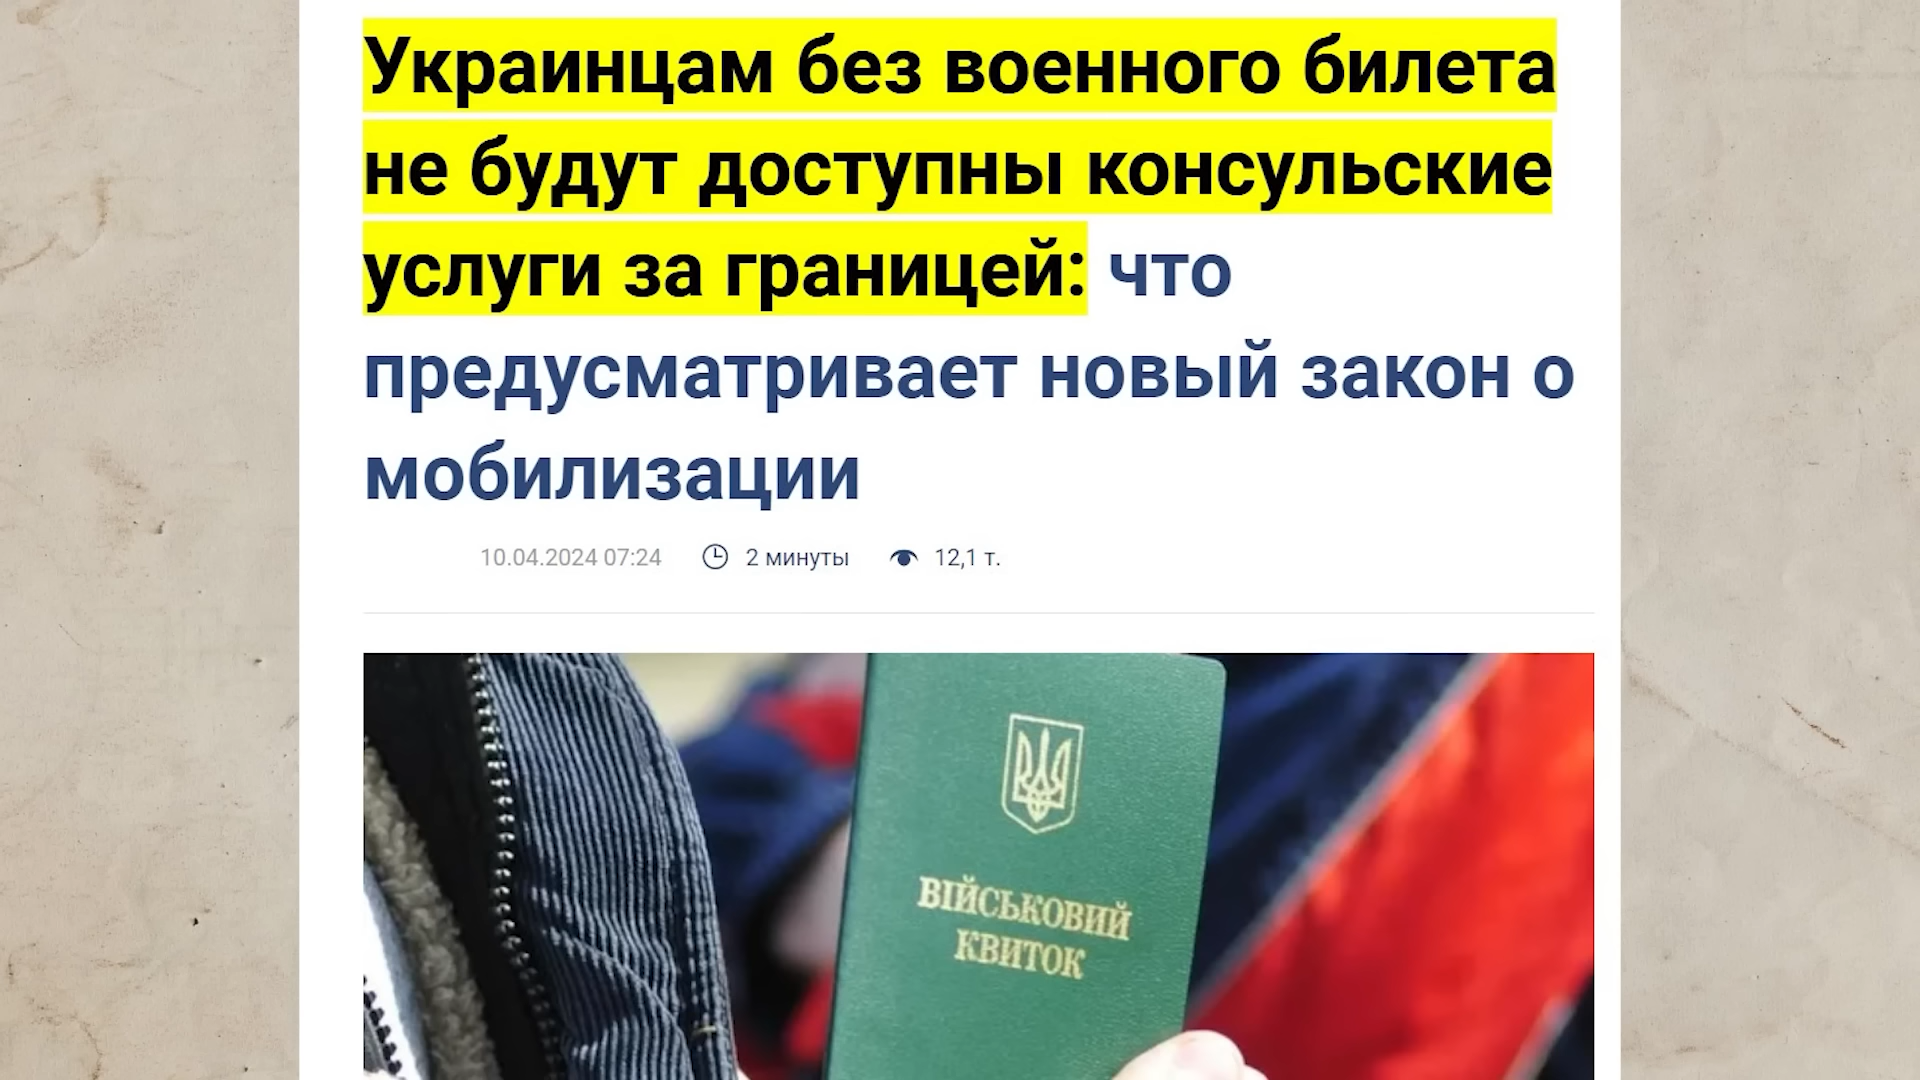 Украинцам без военного билета
не будут доступны консульские
услуги за границей: что
предусматривает новый закон о
мобилизации
10.04.2024 07:24 2 минуты 12,1 т.
ВІЙСЬКОВИЙ
КВИТОК